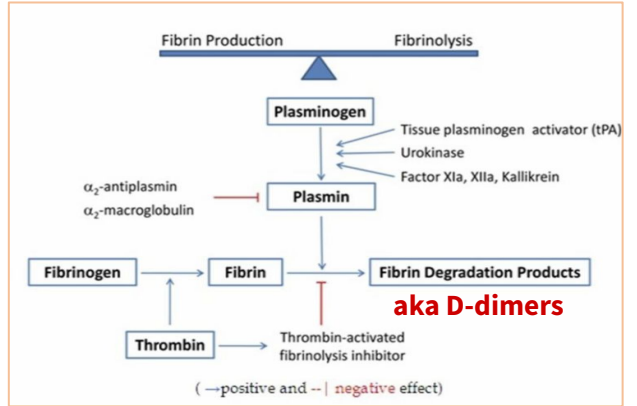 Fibrin Production
Fibrinolysis
Plasminogen
Tissue plasminogen activator (tPA)
Urokinase
Factor XIa, XIIa, Kallikrein
α₂-antiplasmin
α₂-macroglobulin
Plasmin
Fibrinogen
Fibrin
Fibrin Degradation Products
aka D-dimers
Thrombin
Thrombin-activated
fibrinolysis inhibitor
( →positive and --| negative effect)